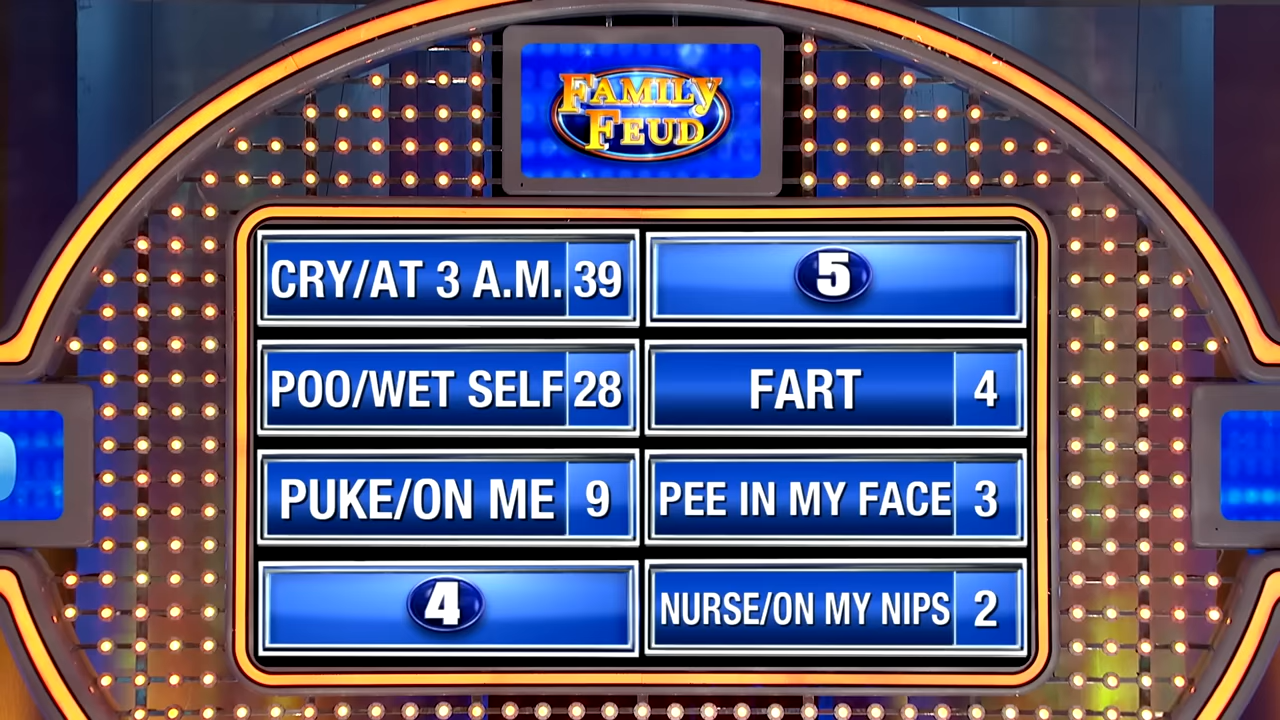 FAMILY
FEUD
CRY/AT 3 A.M. 39
POO/WET SELF 28
PUKE/ON ME 9
4
5
FART 4
PEE IN MY FACE 3
NURSE/ON MY NIPS 2